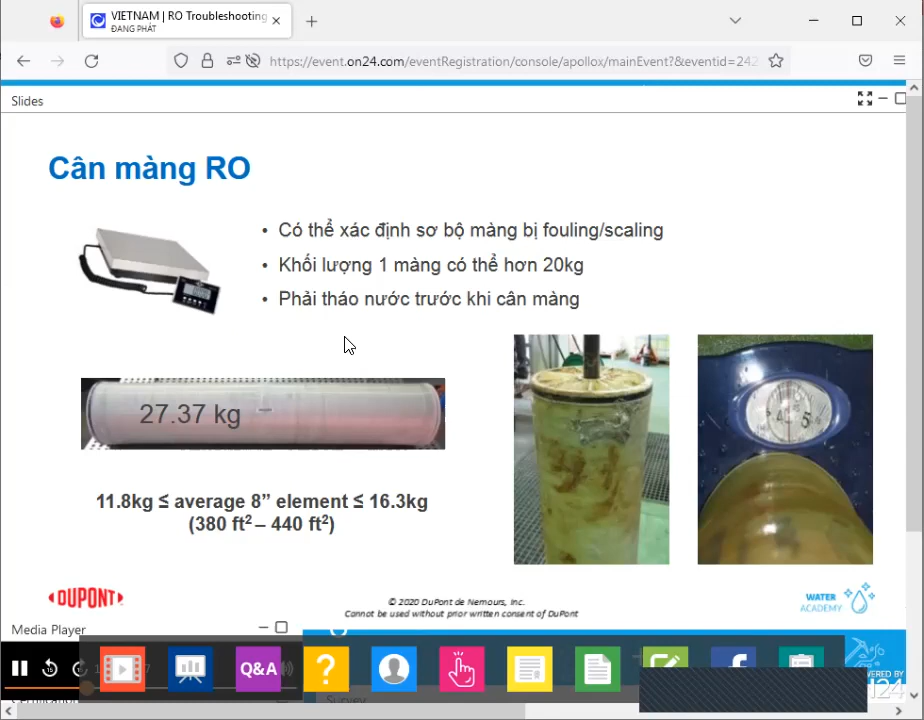 VIETNAM | RO Troubleshooting
ĐANG PHÁT
https://event.on24.com/eventRegistration/console/apollox/mainEvent?&eventid=242
Slides
Cân màng RO
• Có thể xác định sơ bộ màng bị fouling/scaling
• Khối lượng 1 màng có thể hơn 20kg
• Phải tháo nước trước khi cân màng
27.37 kg
11.8kg ≤ average 8” element ≤ 16.3kg
(380 ft² – 440 ft²)
DUPONT
© 2020 DuPont de Nemours, Inc.
Cannot be used without prior written consent of DuPont
WATER
ACADEMY
Media Player
Q&A
?